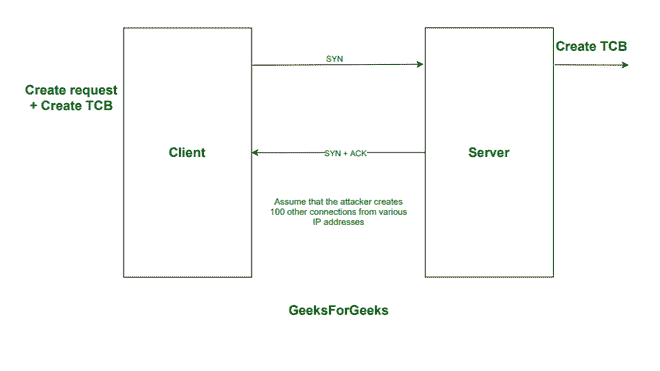 SYN
Create TCB
Create request
+ Create TCB
Client
Server
SYN + ACK
Assume that the attacker creates
100 other connections from various
IP addresses
GeeksForGeeks